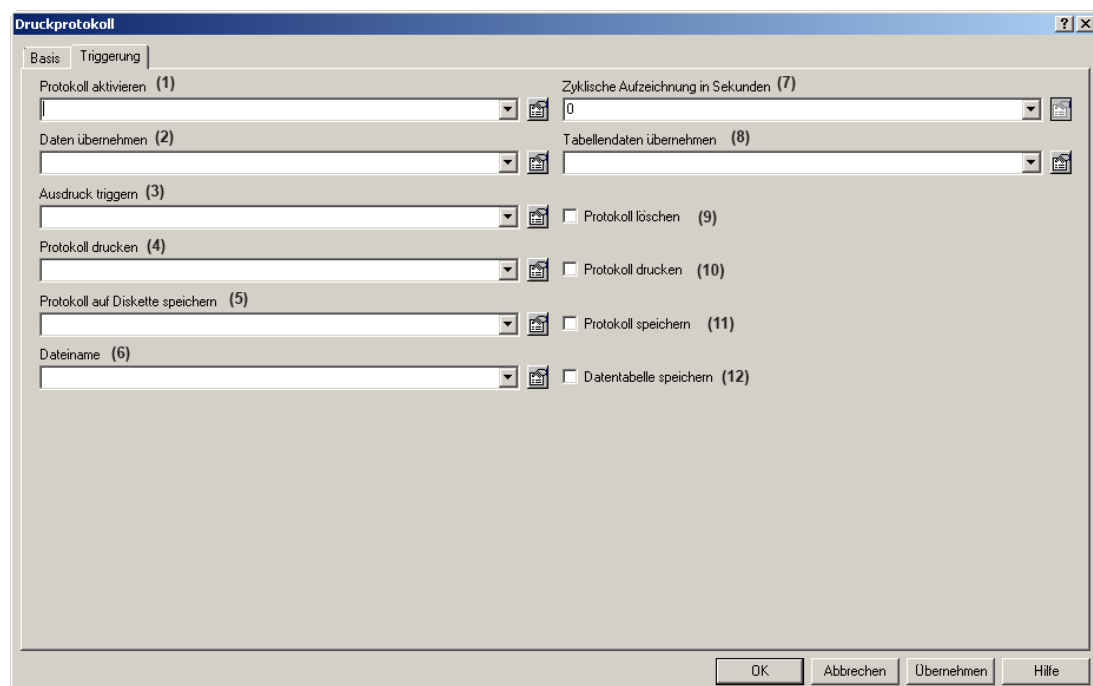 Druckprotokoll
Basis
Triggerung
Protokoll aktivieren (1)
Zyklische Aufzeichnung in Sekunden (7)
0
Daten übernehmen (2)
Tabellendaten übernehmen (8)
Ausdruck triggern (3)
Protokoll löschen (9)
Protokoll drucken (4)
Protokoll drucken (10)
Protokoll auf Diskette speichern (5)
Protokoll speichern (11)
Dateiname (6)
Datentabelle speichern (12)
OK
Abbrechen
Übernehmen
Hilfe